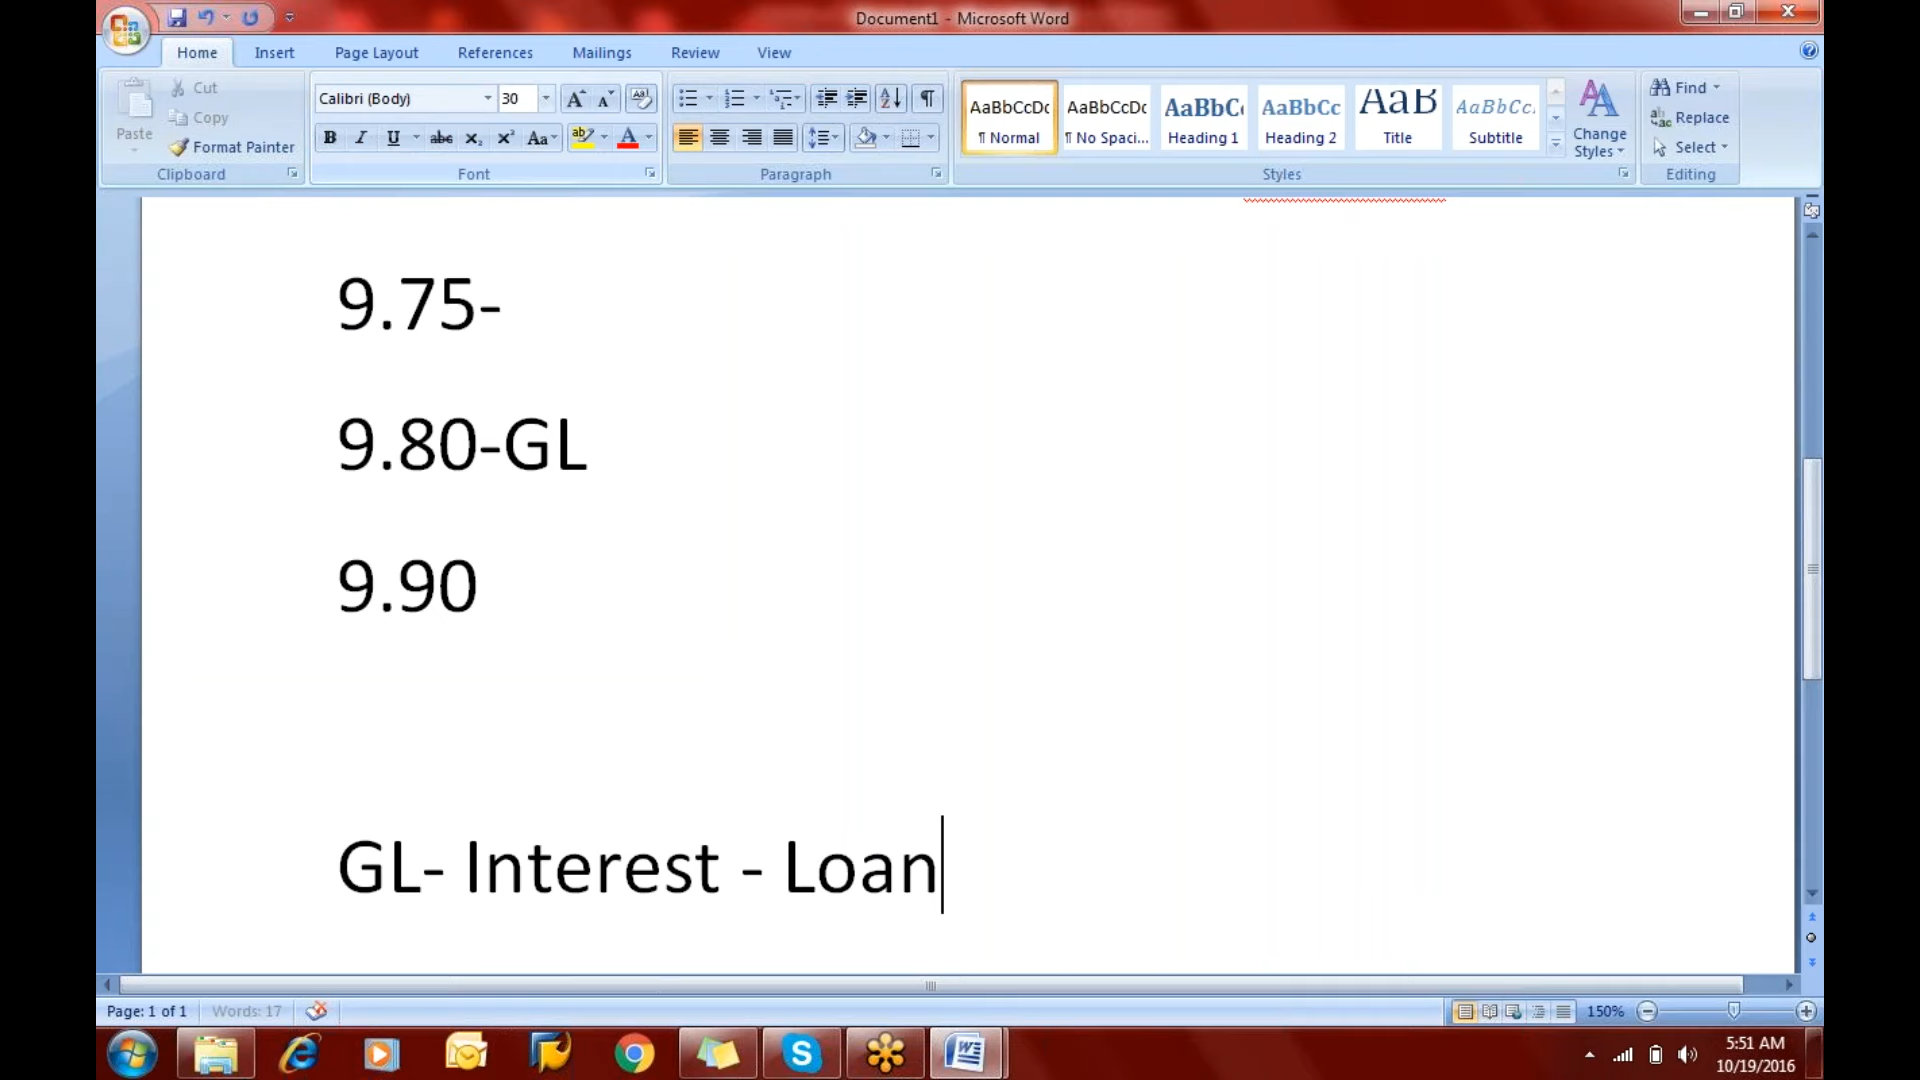 Document1 - Microsoft Word
Home Insert Page Layout References Mailings Review View
Paste
Cut
Copy
Format Painter
Clipboard
Calibri (Body) 30
Font
Paragraph
AaBbCcDc AaBbCcDc AaBbC AaBbCc AaB AaBbCc.
¶ Normal ¶ No Spaci... Heading 1 Heading 2 Title Subtitle
Change Styles
Styles
Find
Replace
Select
Editing
9.75-
9.80-GL
9.90
GL- Interest - Loan
Page: 1 of 1 Words: 17 150%
5:51 AM
10/19/2016